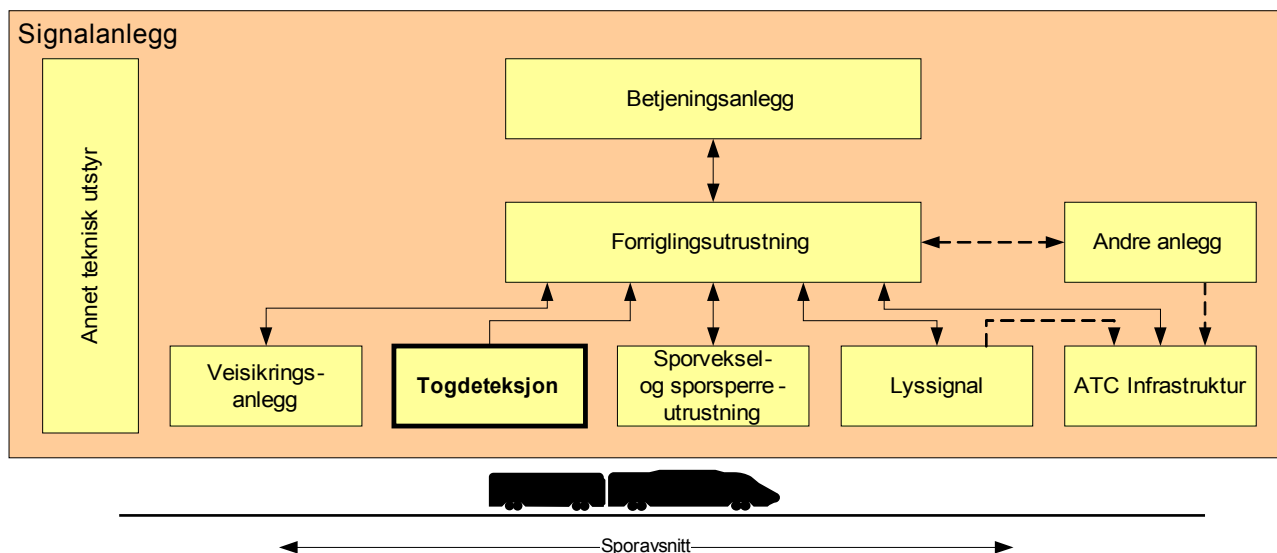 Signalanlegg
Annet teknisk utstyr
Betjeningsanlegg
Forriglingsutrustning
Andre anlegg
Veisikrings-
anlegg
Togdeteksjon
Sporveksel-
og sporsperre-
utrustning
Lyssignal
ATC Infrastruktur
Sporavsnitt